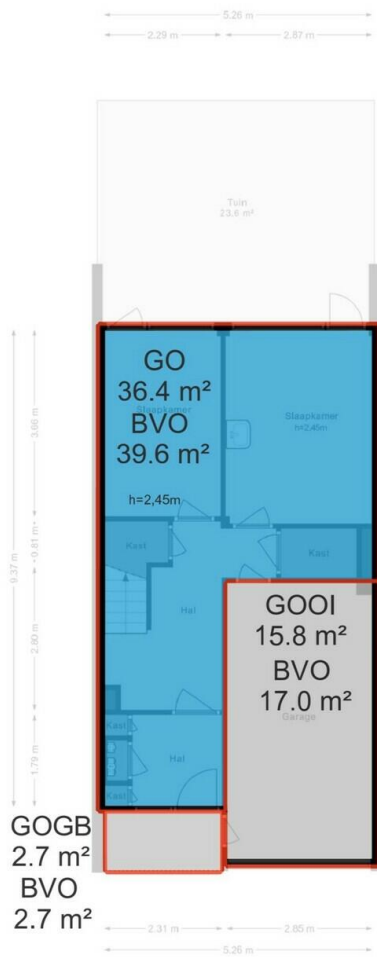 5.26 m
2.29 m
2.87 m
Tuin
23.6 m²
GO
36.4 m²
Slaapkamer
BVO
39.6 m²
h=2,45m
Slaapkamer
h=2,45m
3.66 m
9.37 m
0.81 m
2.80 m
1.79 m
Kast
Kast
Hal
GOOI
15.8 m²
BVO
17.0 m²
Garage
Kast
Hal
Kast
GOGB
2.7 m²
BVO
2.7 m²
2.31 m
2.85 m
5.26 m